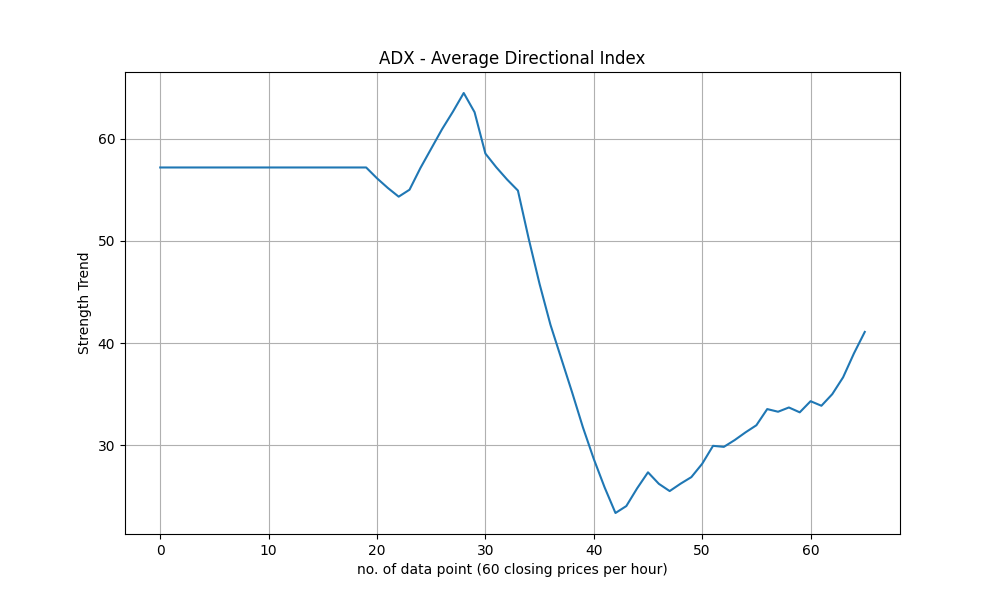 ADX - Average Directional Index
60
50
40
30
Strength Trend
0 10 20 30 40 50 60
no. of data point (60 closing prices per hour)